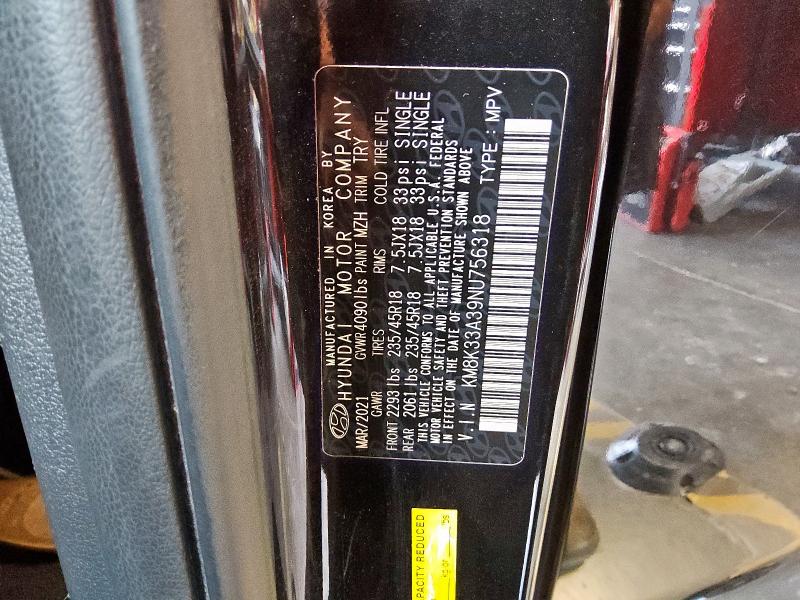 MANUFACTURED IN KOREA BY
HYUNDAI MOTOR COMPANY
MAR/2021 GVWR4090lbs PAINT MZH TRIM TRY
GAWR TIRES RIMS COLD TIRE INFL
FRONT 2293 lbs 235/45R18 7.5JX18 33psi SINGLE
REAR 2061 lbs 235/45R18 7.5JX18 33psi SINGLE
THIS VEHICLE CONFORMS TO ALL APPLICABLE U.S.A. FEDERAL
MOTOR VEHICLE SAFETY AND THEFT PREVENTION STANDARDS
IN EFFECT ON THE DATE OF MANUFACTURE SHOWN ABOVE
V.I.N KM8K33A39NU756318 TYPE : MPV
PACITY REDUCED
kg or